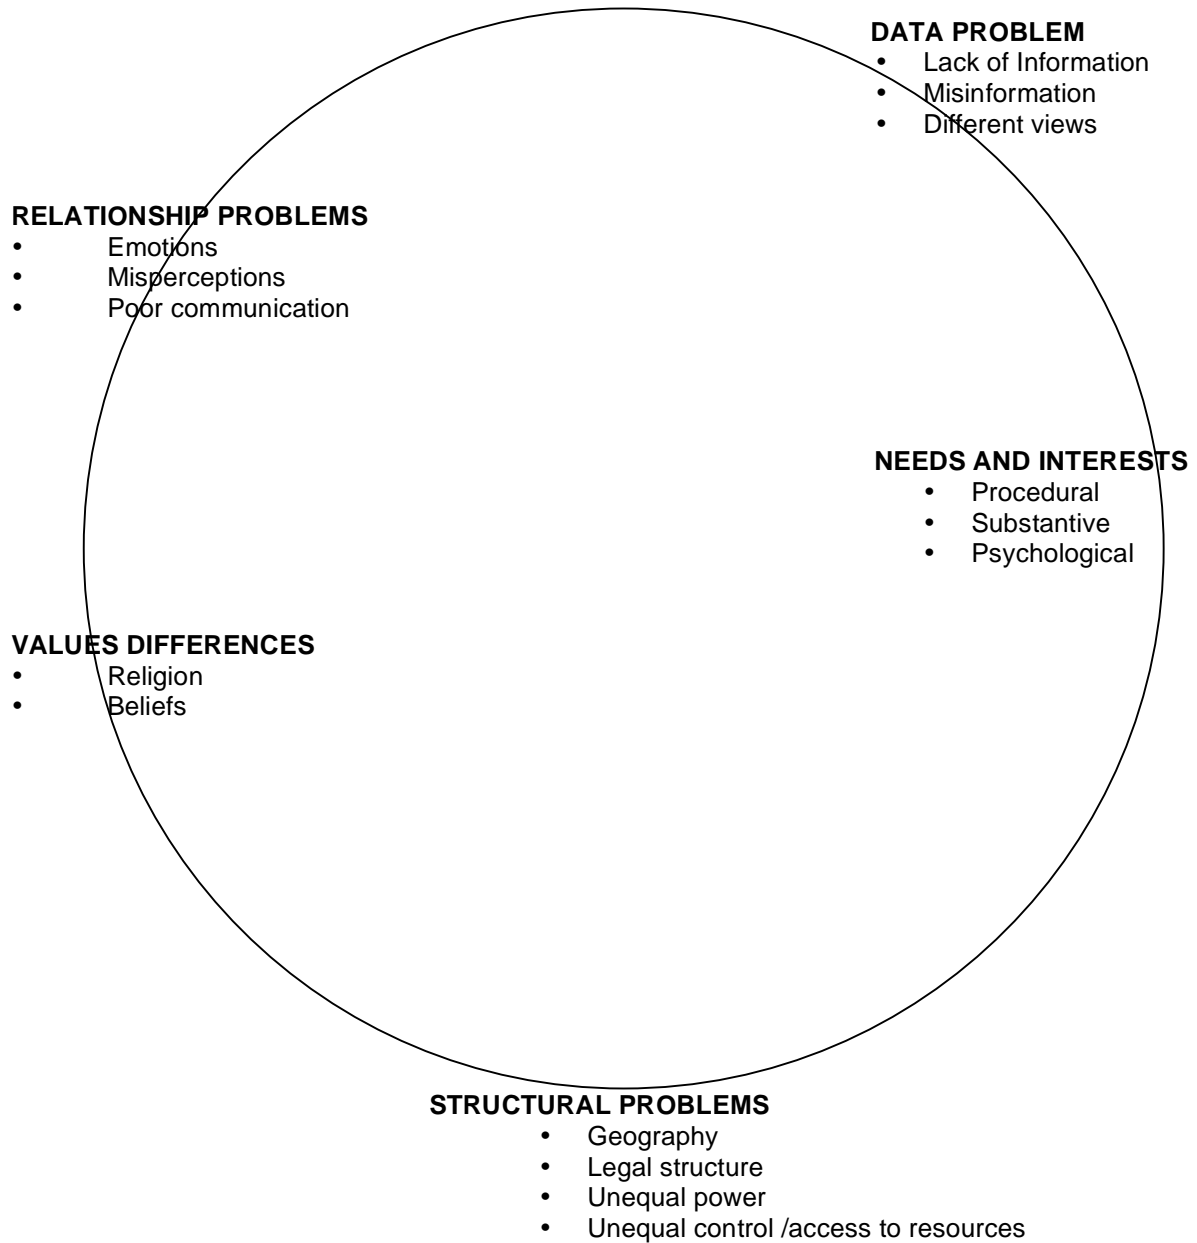 DATA PROBLEM
• Lack of Information
• Misinformation
• Different views
RELATIONSHIP PROBLEMS
• Emotions
• Misperceptions
• Poor communication
NEEDS AND INTERESTS
• Procedural
• Substantive
• Psychological
VALUES DIFFERENCES
• Religion
• Beliefs
STRUCTURAL PROBLEMS
• Geography
• Legal structure
• Unequal power
• Unequal control /access to resources